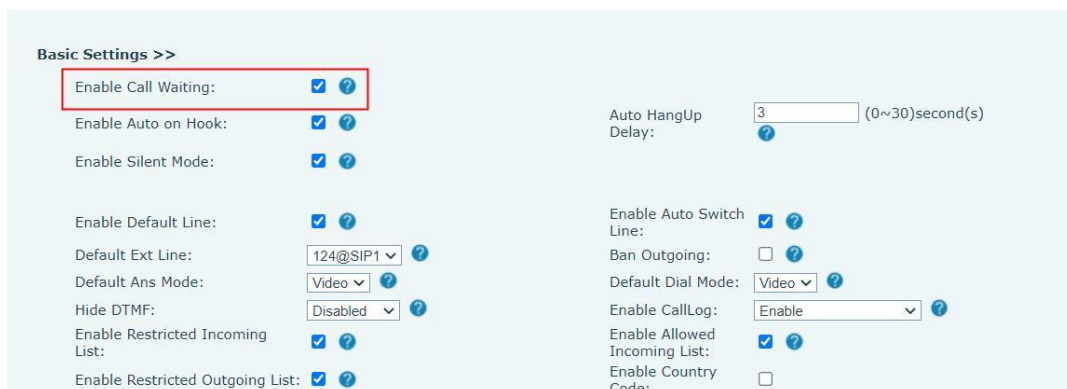 Basic Settings >>
Enable Call Waiting:
Enable Auto on Hook:
Auto HangUp
Delay:
3
(0~30)second(s)
Enable Silent Mode:
Enable Default Line:
Enable Auto Switch
Line:
Default Ext Line:
124@SIP1
Ban Outgoing:
Default Ans Mode:
Video
Default Dial Mode:
Video
Hide DTMF:
Disabled
Enable CallLog:
Enable
Enable Restricted Incoming
List:
Enable Allowed
Incoming List:
Enable Restricted Outgoing List:
Enable Country
Code: